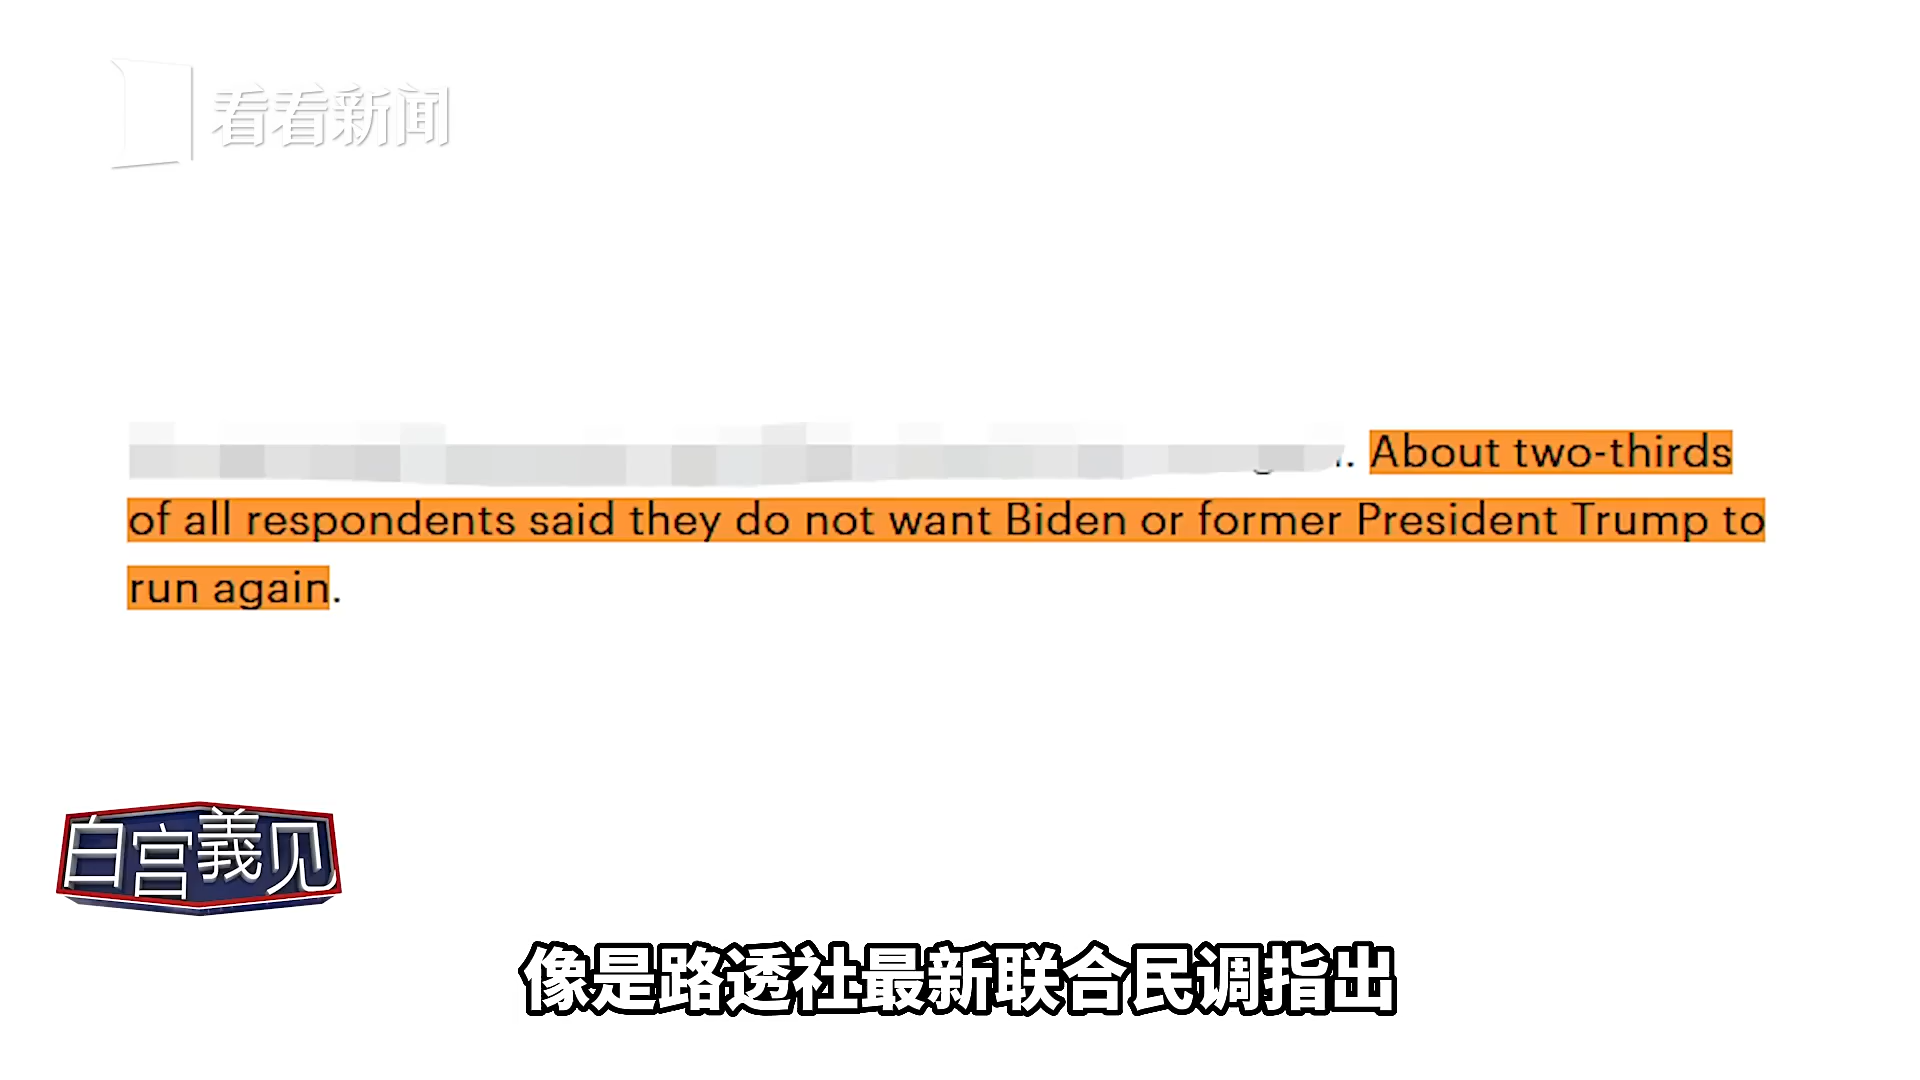 看看新闻
About two-thirds
of all respondents said they do not want Biden or former President Trump to
run again.
白宫義见
像是路透社最新联合民调指出